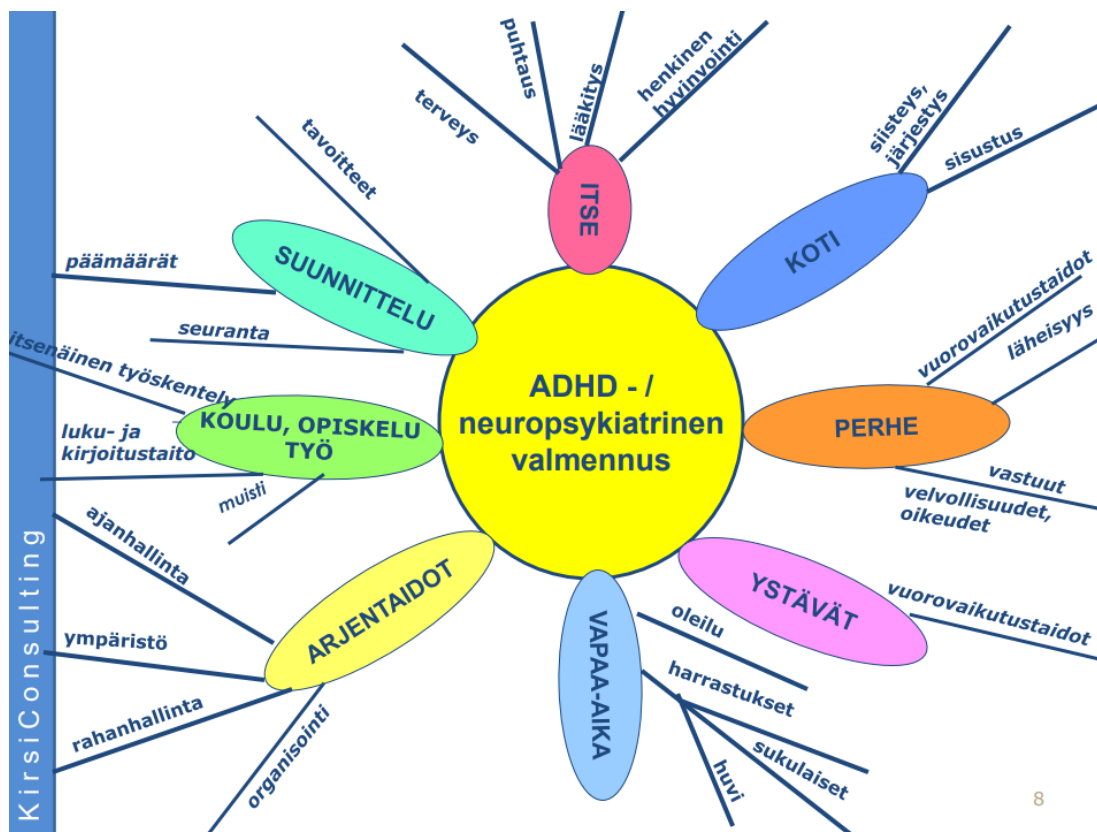 KirsiConsulting
ADHD - /
neuropsykiatrinen
valmennus
ITSE
terveys
puhtaus
lääkitys
henkinen
hyvinvointi
KOTI
siisteys,
järjestys
sisustus
PERHE
vuorovaikutustaidot
läheisyys
vastuut
velvollisuudet,
oikeudet
YSTÄVÄT
vuorovaikutustaidot
VAPAA-AIKA
oleilu
harrastukset
sukulaiset
huvi
ARJENTAIDOT
ajanhallinta
ympäristö
rahanhallinta
organisointi
KOULU, OPISKELU
TYÖ
itsenäinen työskentely
luku- ja
kirjoitustaito
muisti
SUUNNITTELU
tavoitteet
päämäärät
seuranta
8